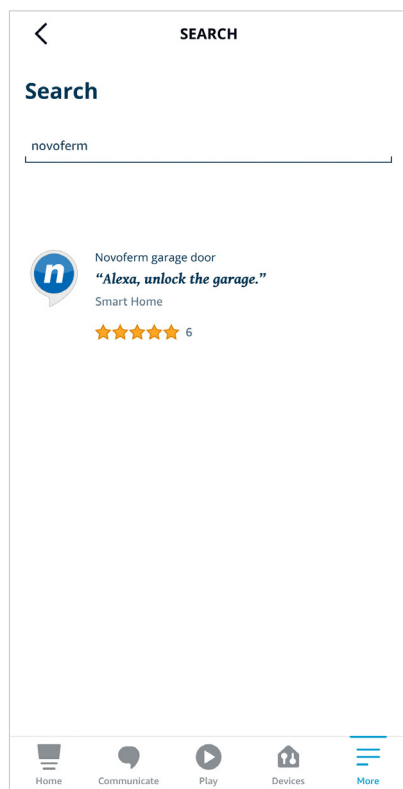 SEARCH
Search
novoferm
n
Novoferm garage door
“Alexa, unlock the garage.”
Smart Home
6
Home Communicate Play Devices More